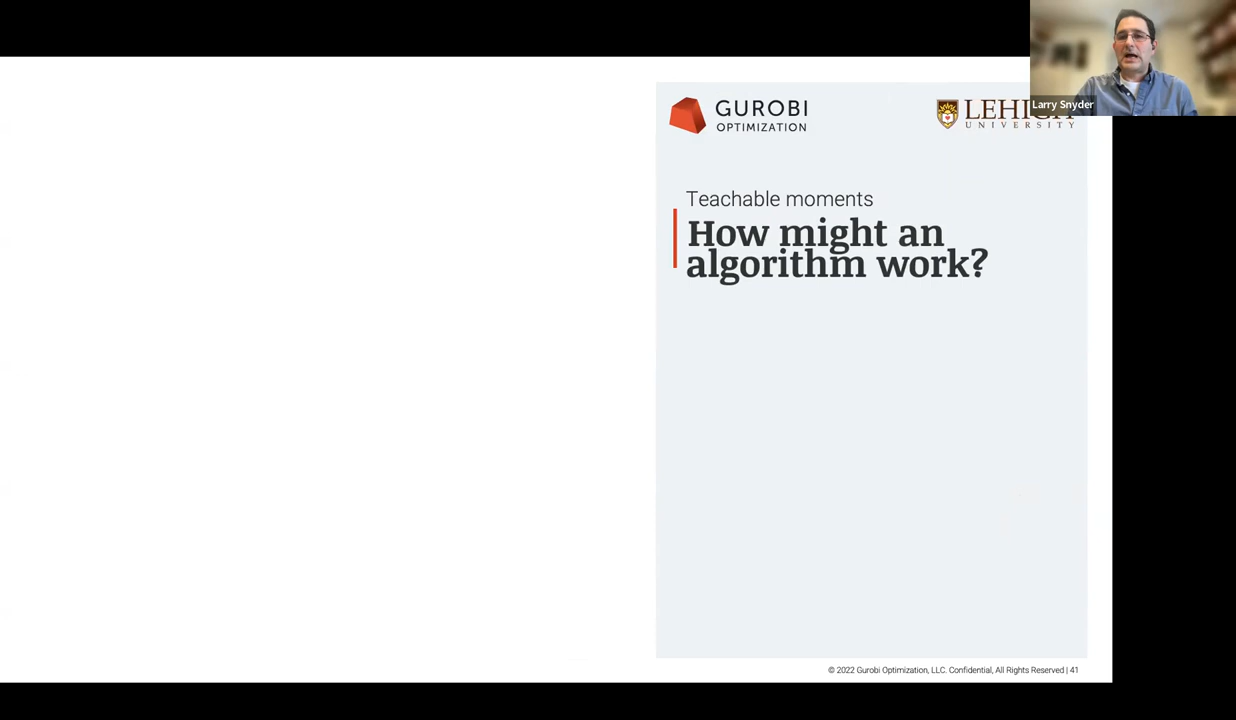 GUROBI
OPTIMIZATION
UNIVERSITY
Larry Snyder
Teachable moments
How might an
algorithm work?
© 2022 Gurobi Optimization, LLC. Confidential, All Rights Reserved | 41